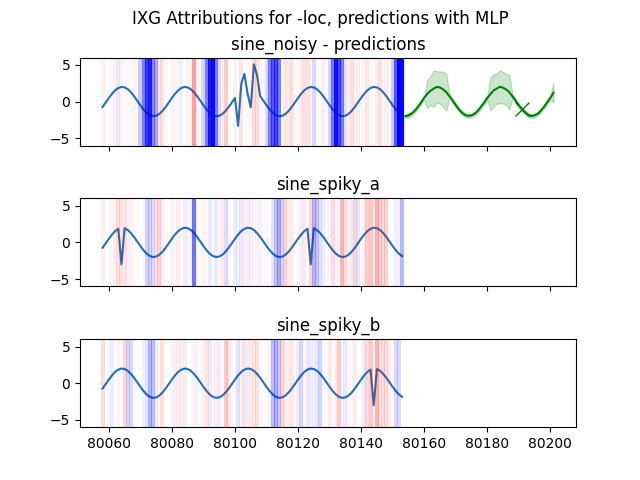 IXG Attributions for -loc, predictions with MLP
sine_noisy - predictions
5
0
−5
sine_spiky_a
5
0
−5
sine_spiky_b
5
0
−5
80060 80080 80100 80120 80140 80160 80180 80200